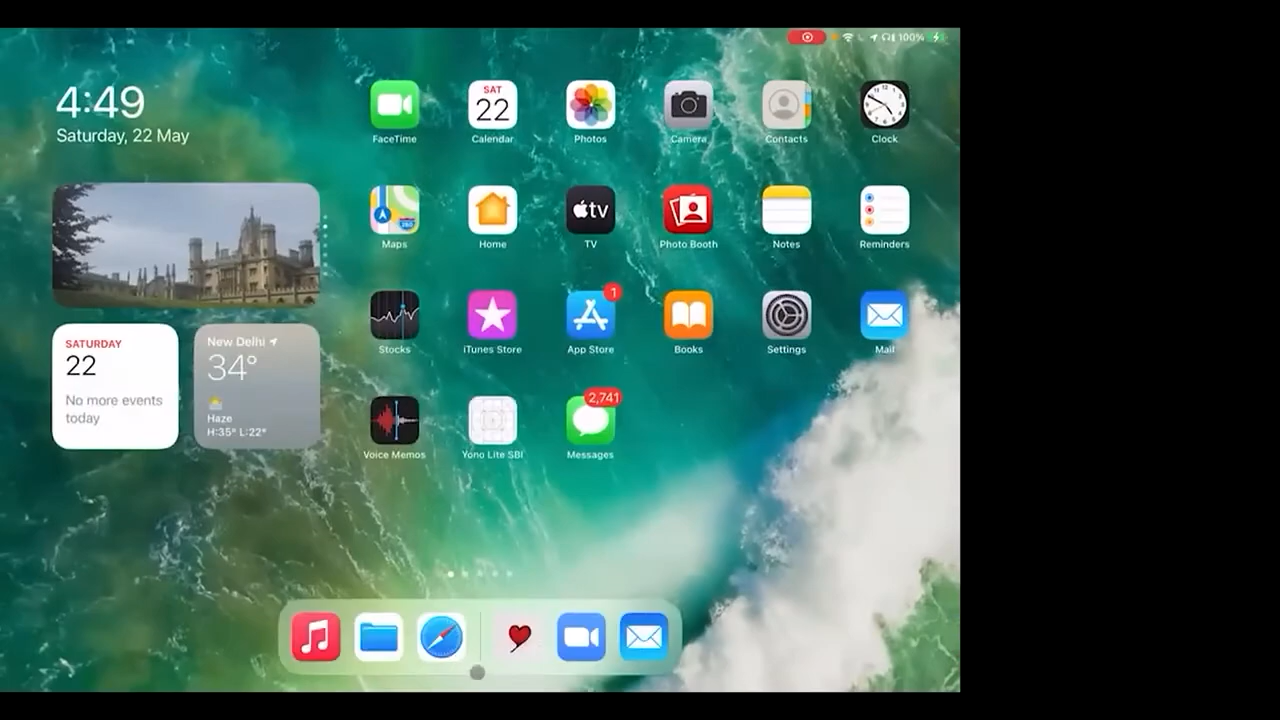 100%
4:49
Saturday, 22 May
SATURDAY
22
No more events
today
New Delhi
34°
Haze
H:35° L:22°
FaceTime
SAT
22
Calendar
Photos
Camera
Contacts
Clock
Maps
Home
tv
TV
Photo Booth
Notes
Reminders
Stocks
iTunes Store
1
App Store
Books
Settings
Mail
Voice Memos
Yono Lite SBI
2,741
Messages